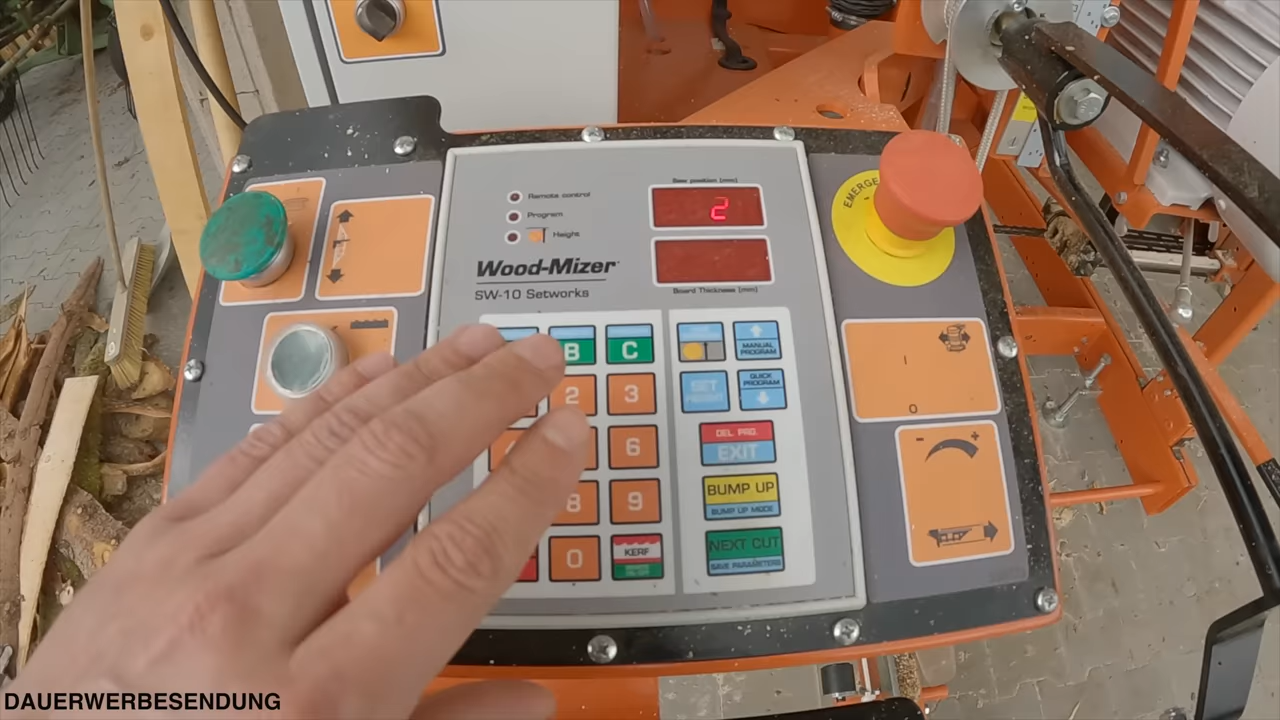 Remote control
Program
Height
Saw position (mm)
2
Board Thickness (mm)
Wood-Mizer
SW-10 Setworks
EMERGE
B
C
MANUAL
PROGRAM
2
3
SET
HEIGHT
QUICK
PROGRAM
6
DEL PRG.
EXIT
8
9
BUMP UP
BUMP UP MODE
0
KERF
NEXT CUT
SAVE PARAMETERS
I
0
- +
DAUERWERBESENDUNG